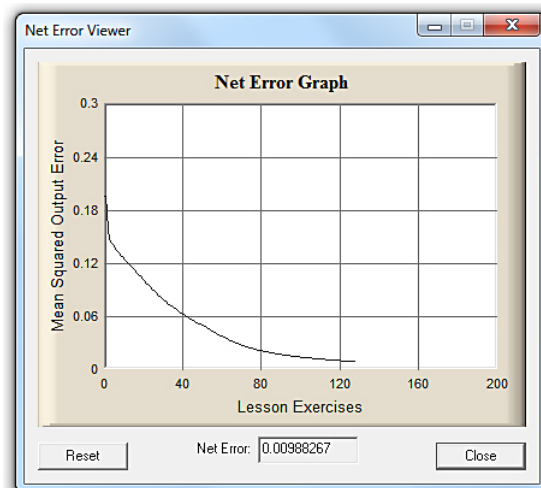 Net Error Viewer
Net Error Graph
Mean Squared Output Error
0.3
0.24
0.18
0.12
0.06
0
0 40 80 120 160 200
Lesson Exercises
Reset Net Error: 0.00988267 Close